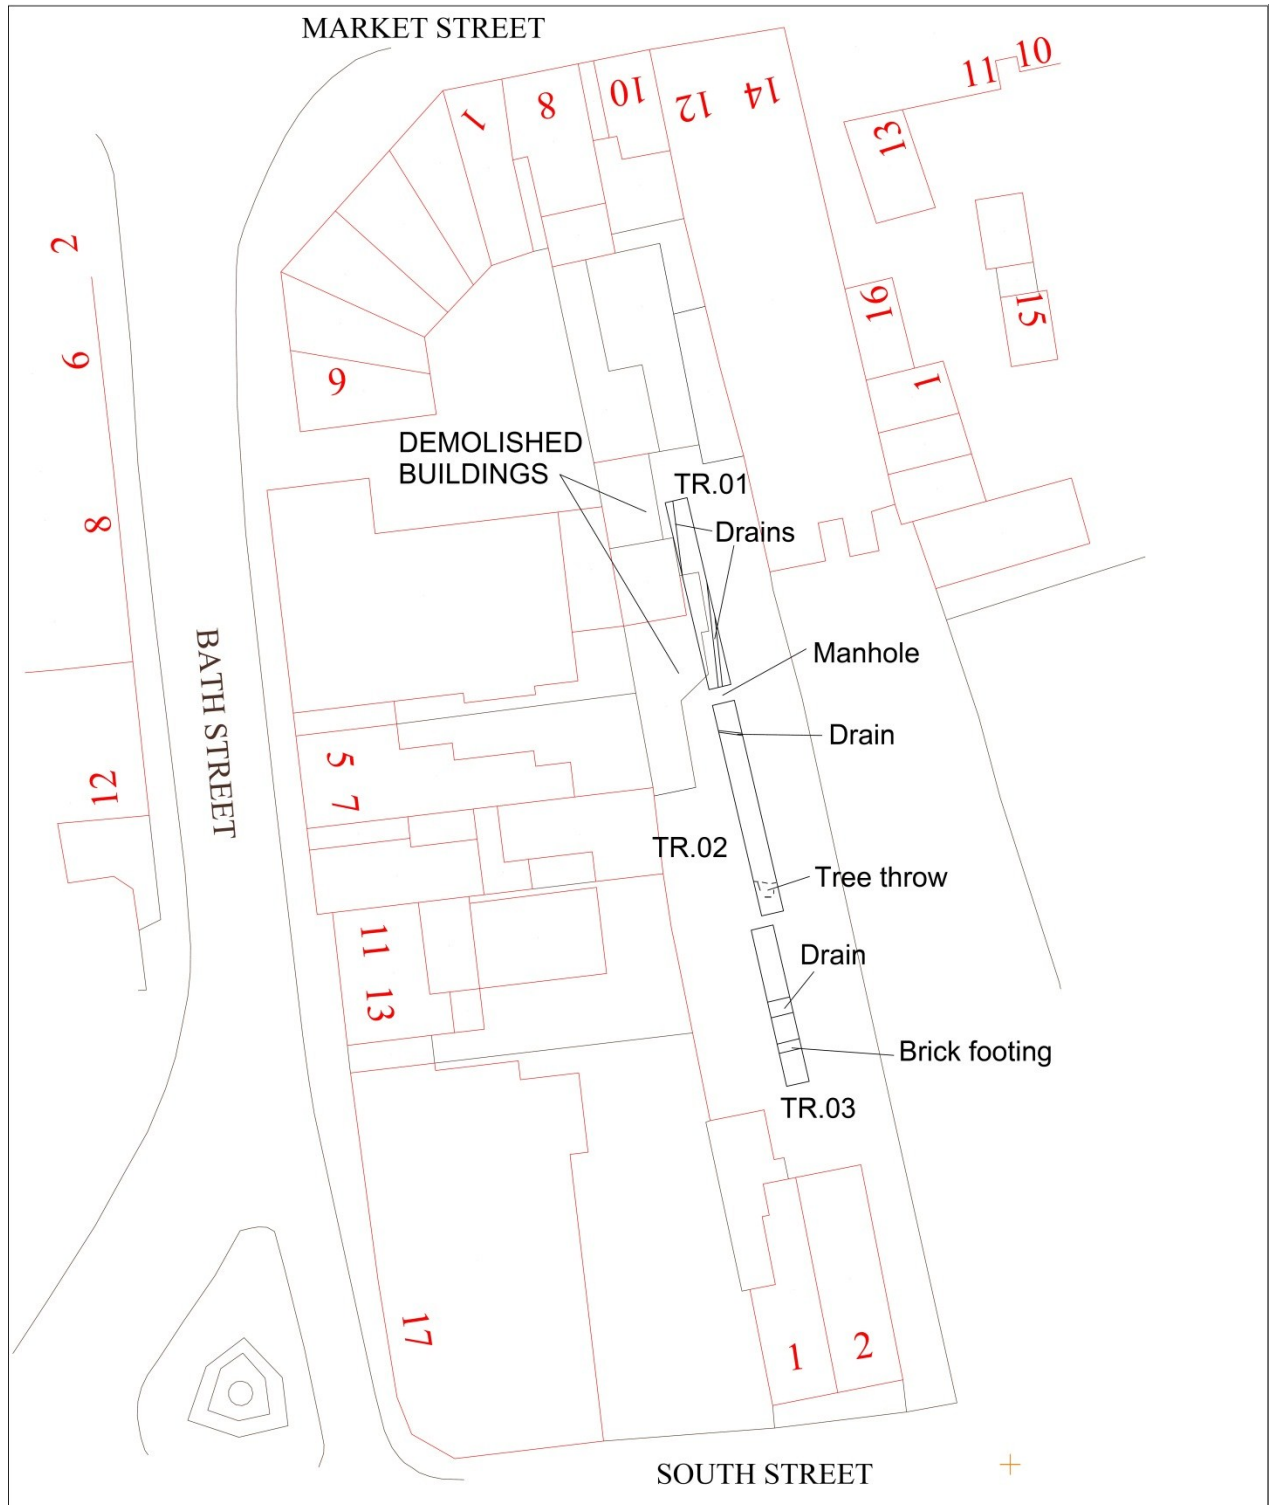 MARKET STREET
11 10
1 8 10 12 14
13
2
16
15
6
9
1
DEMOLISHED
BUILDINGS
TR.01
Drains
8
BATH STREET
Manhole
Drain
5
7
12
TR.02
Tree throw
11
Drain
13
Brick footing
TR.03
17
1 2
SOUTH STREET